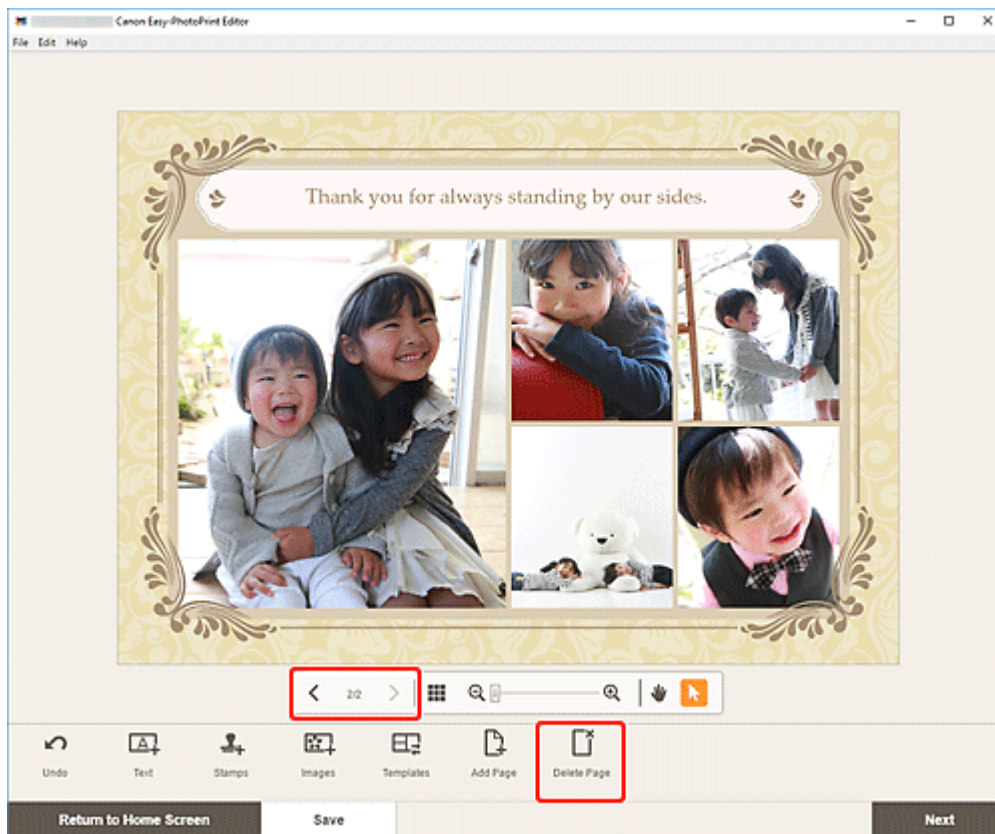 Canon Easy-PhotoPrint Editor
File Edit Help
Thank you for always standing by our sides.
2/2
Undo Text Stamps Images Templates Add Page Delete Page
Return to Home Screen Save Next